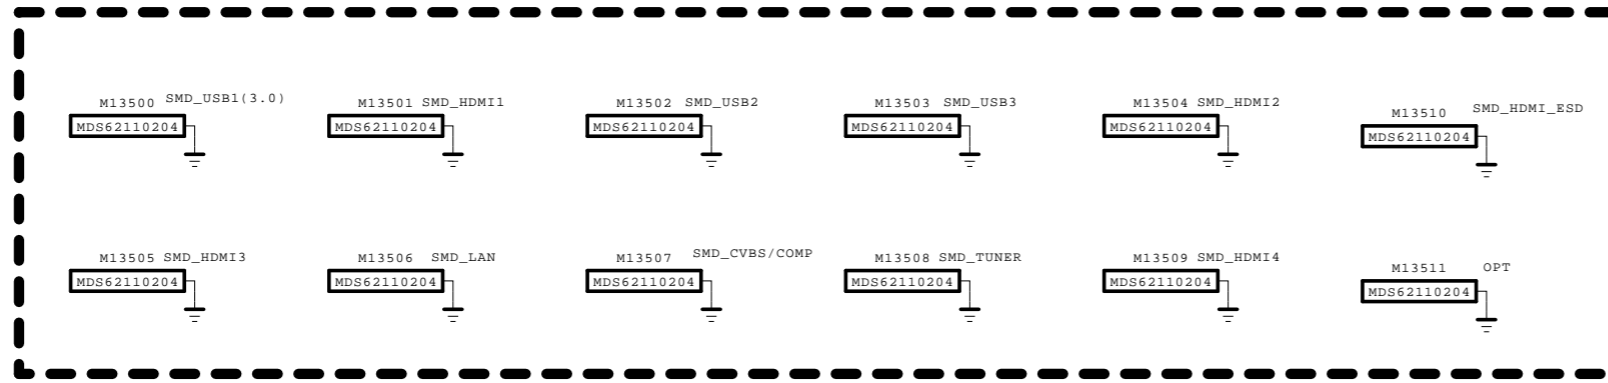 M13500 SMD_USB1(3.0)
MDS62110204
M13501 SMD_HDMI1
MDS62110204
M13502 SMD_USB2
MDS62110204
M13503 SMD_USB3
MDS62110204
M13504 SMD_HDMI2
MDS62110204
M13510 SMD_HDMI_ESD
MDS62110204
M13505 SMD_HDMI3
MDS62110204
M13506 SMD_LAN
MDS62110204
M13507 SMD_CVBS/COMP
MDS62110204
M13508 SMD_TUNER
MDS62110204
M13509 SMD_HDMI4
MDS62110204
M13511 OPT
MDS62110204